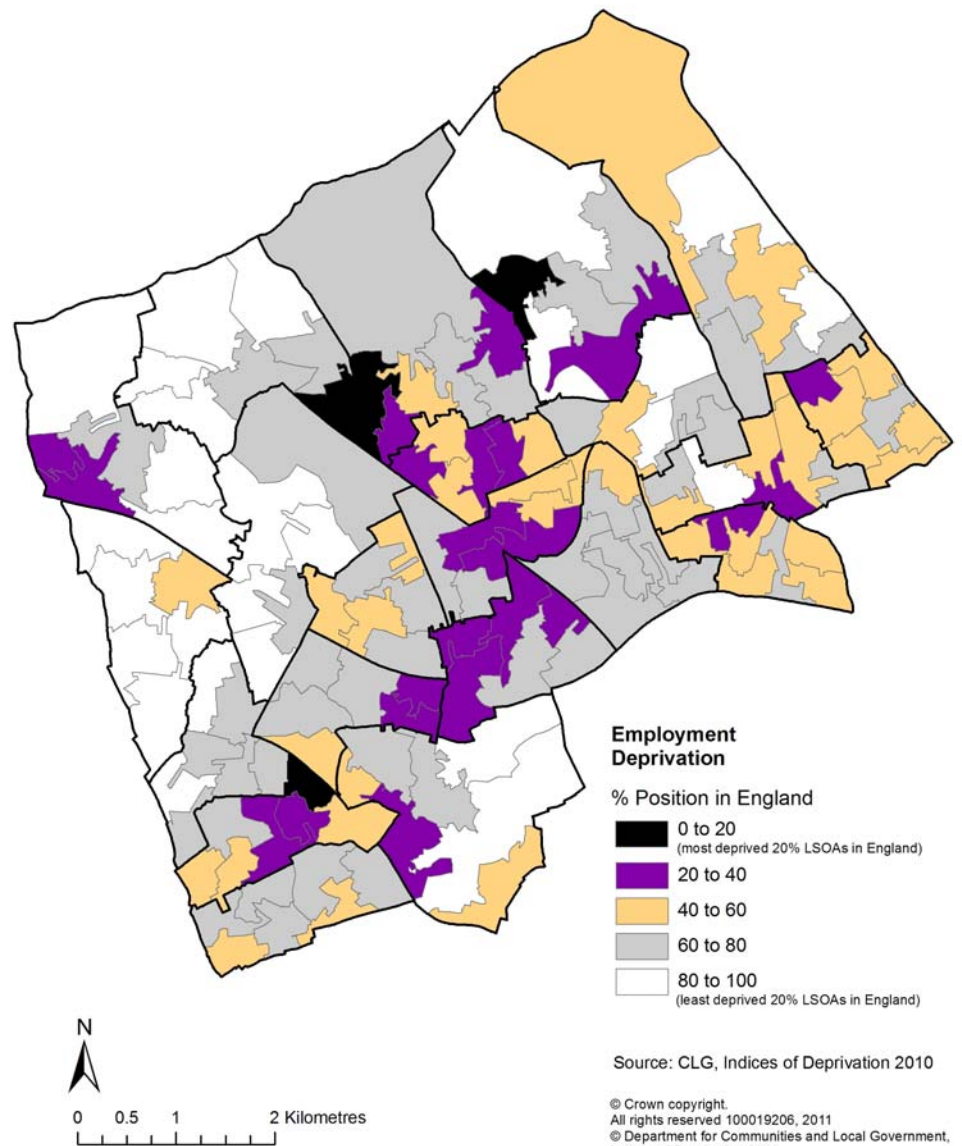 Employment
Deprivation
% Position in England
0 to 20
(most deprived 20% LSOAs in England)
20 to 40
40 to 60
60 to 80
80 to 100
(least deprived 20% LSOAs in England)
N
0 0.5 1 2 Kilometres
Source: CLG, Indices of Deprivation 2010
© Crown copyright.
All rights reserved 100019206, 2011
© Department for Communities and Local Government,